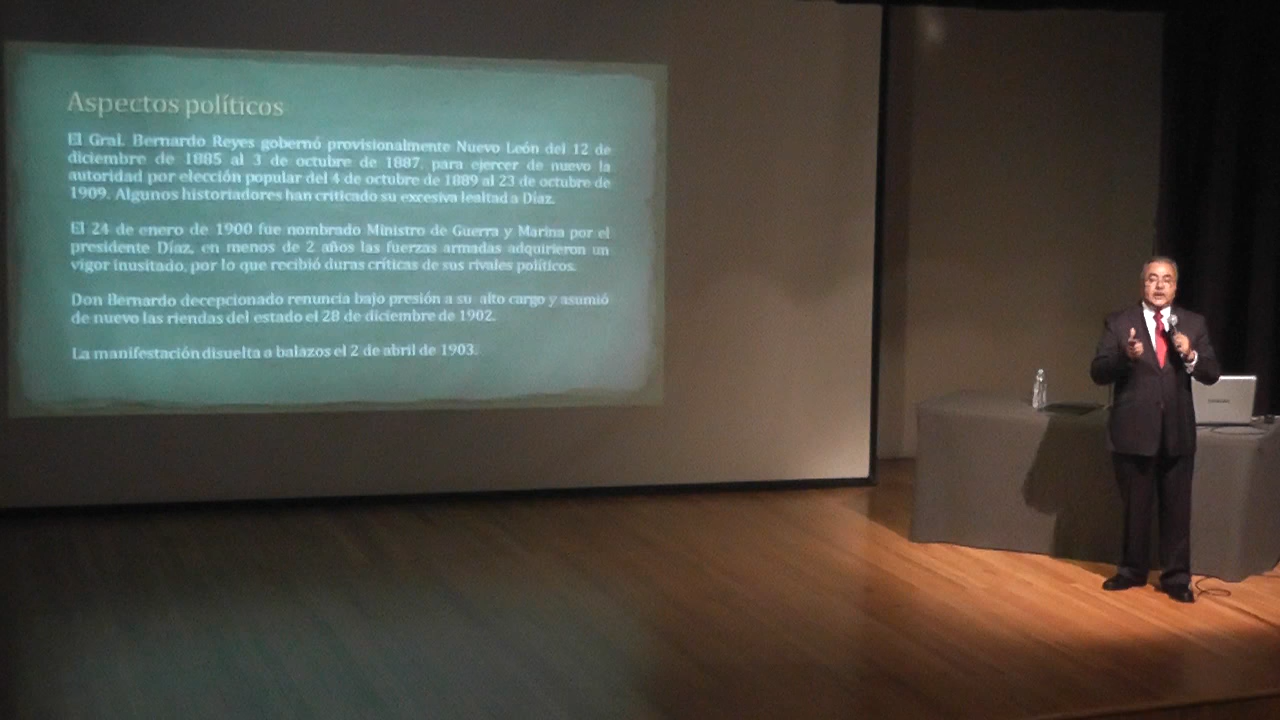 Aspectos políticos
El Gral. Bernardo Reyes gobernó provisionalmente Nuevo León del 12 de
diciembre de 1885 al 3 de octubre de 1887, para ejercer de nuevo la
autoridad por elección popular del 4 de octubre de 1889 al 23 de octubre de
1909. Algunos historiadores han criticado su excesiva lealtad a Díaz.
El 24 de enero de 1900 fue nombrado Ministro de Guerra y Marina por el
presidente Díaz, en menos de 2 años las fuerzas armadas adquirieron un
vigor inusitado, por lo que recibió duras críticas de sus rivales políticos.
Don Bernardo decepcionado renuncia bajo presión a su alto cargo y asumió
de nuevo las riendas del estado el 28 de diciembre de 1902.
La manifestación disuelta a balazos el 2 de abril de 1903.